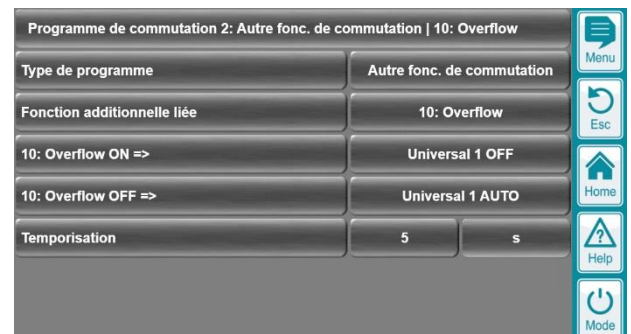 Programme de commutation 2: Autre fonc. de commutation | 10: Overflow
Menu
Type de programme
Autre fonc. de commutation
Fonction additionnelle liée
10: Overflow
Esc
10: Overflow ON =>
Universal 1 OFF
10: Overflow OFF =>
Universal 1 AUTO
Home
Temporisation
5
s
Help
Mode